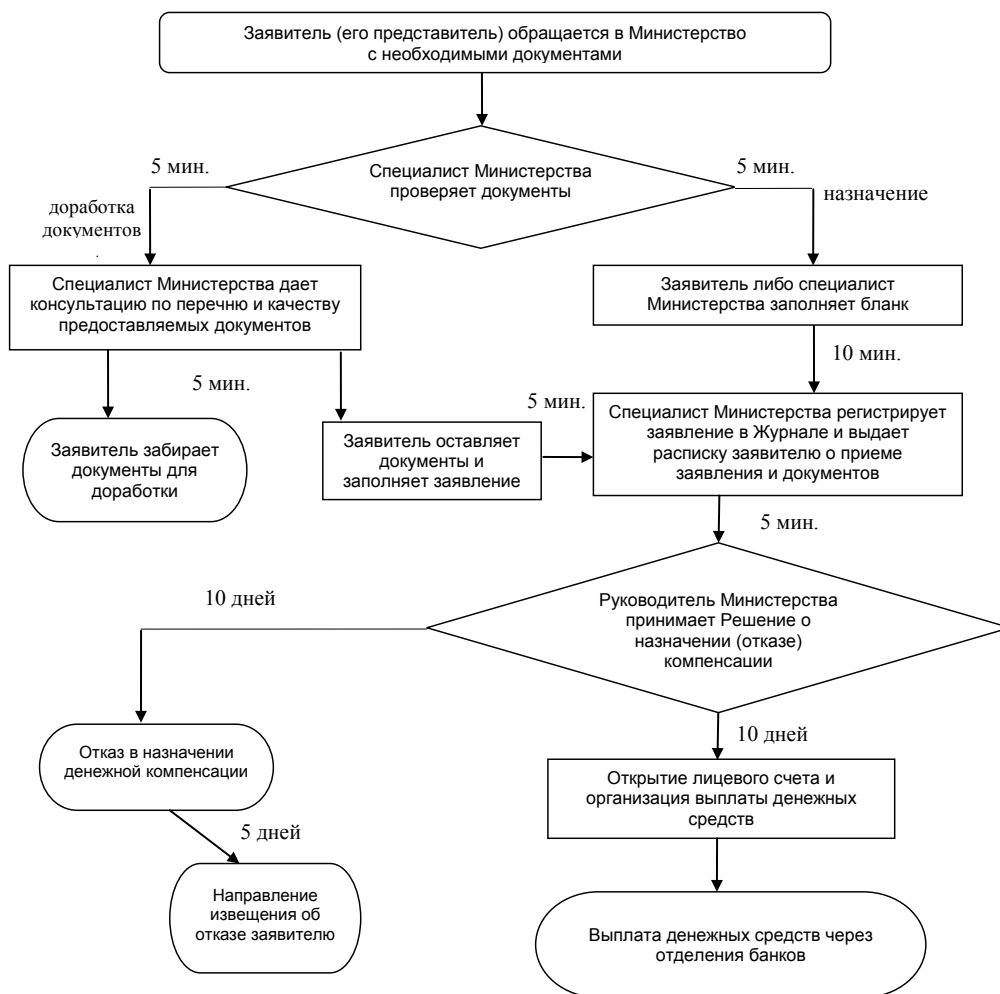 Заявитель (его представитель) обращается в Министерство
с необходимыми документами
5 мин.
Специалист Министерства
проверяет документы
5 мин.
доработка
документов
назначение
Специалист Министерства дает
консультацию по перечню и качеству
предоставляемых документов
Заявитель либо специалист
Министерства заполняет бланк
5 мин.
10 мин.
Заявитель забирает
документы для
доработки
Заявитель оставляет
документы и
заполняет заявление
5 мин.
Специалист Министерства регистрирует
заявление в Журнале и выдает
расписку заявителю о приеме
заявления и документов
5 мин.
10 дней
Руководитель Министерства
принимает Решение о
назначении (отказе)
компенсации
Отказ в назначении
денежной компенсации
10 дней
Открытие лицевого счета и
организация выплаты денежных
средств
5 дней
Направление
извещения об
отказе заявителю
Выплата денежных средств через
отделения банков